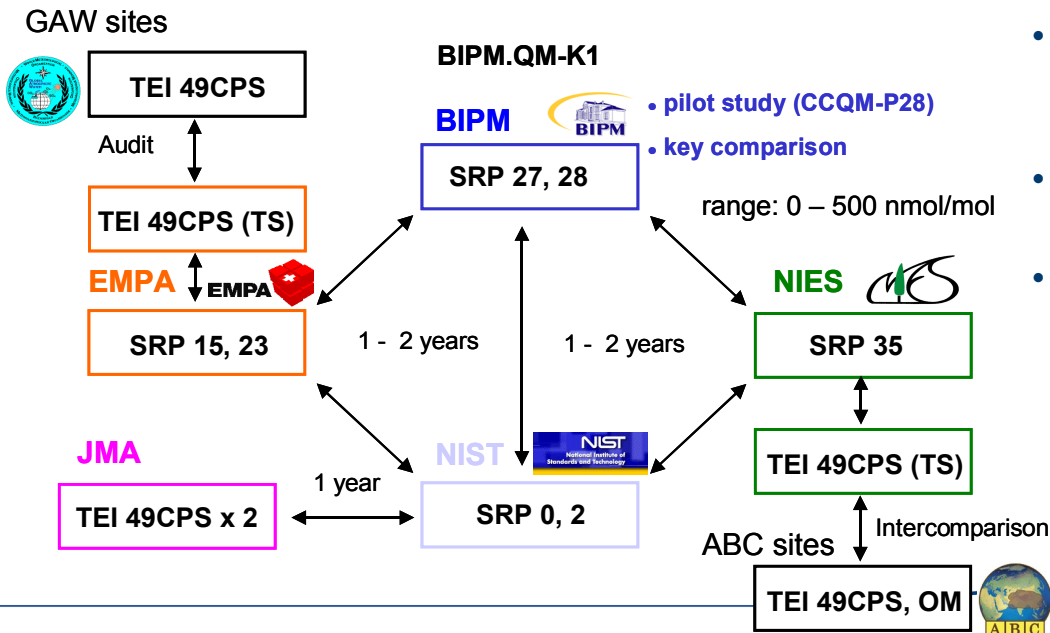 GAW sites
TEI 49CPS
Audit
TEI 49CPS (TS)
EMPA
EMPA
SRP 15, 23
BIPM.QM-K1
BIPM
BIPM
• pilot study (CCQM-P28)
• key comparison
SRP 27, 28
range: 0 – 500 nmol/mol
NIES
SRP 35
1 - 2 years
1 - 2 years
JMA
TEI 49CPS x 2
1 year
NIST
NIST
National Institute of
Standards and Technology
SRP 0, 2
TEI 49CPS (TS)
Intercomparison
ABC sites
TEI 49CPS, OM
A B C